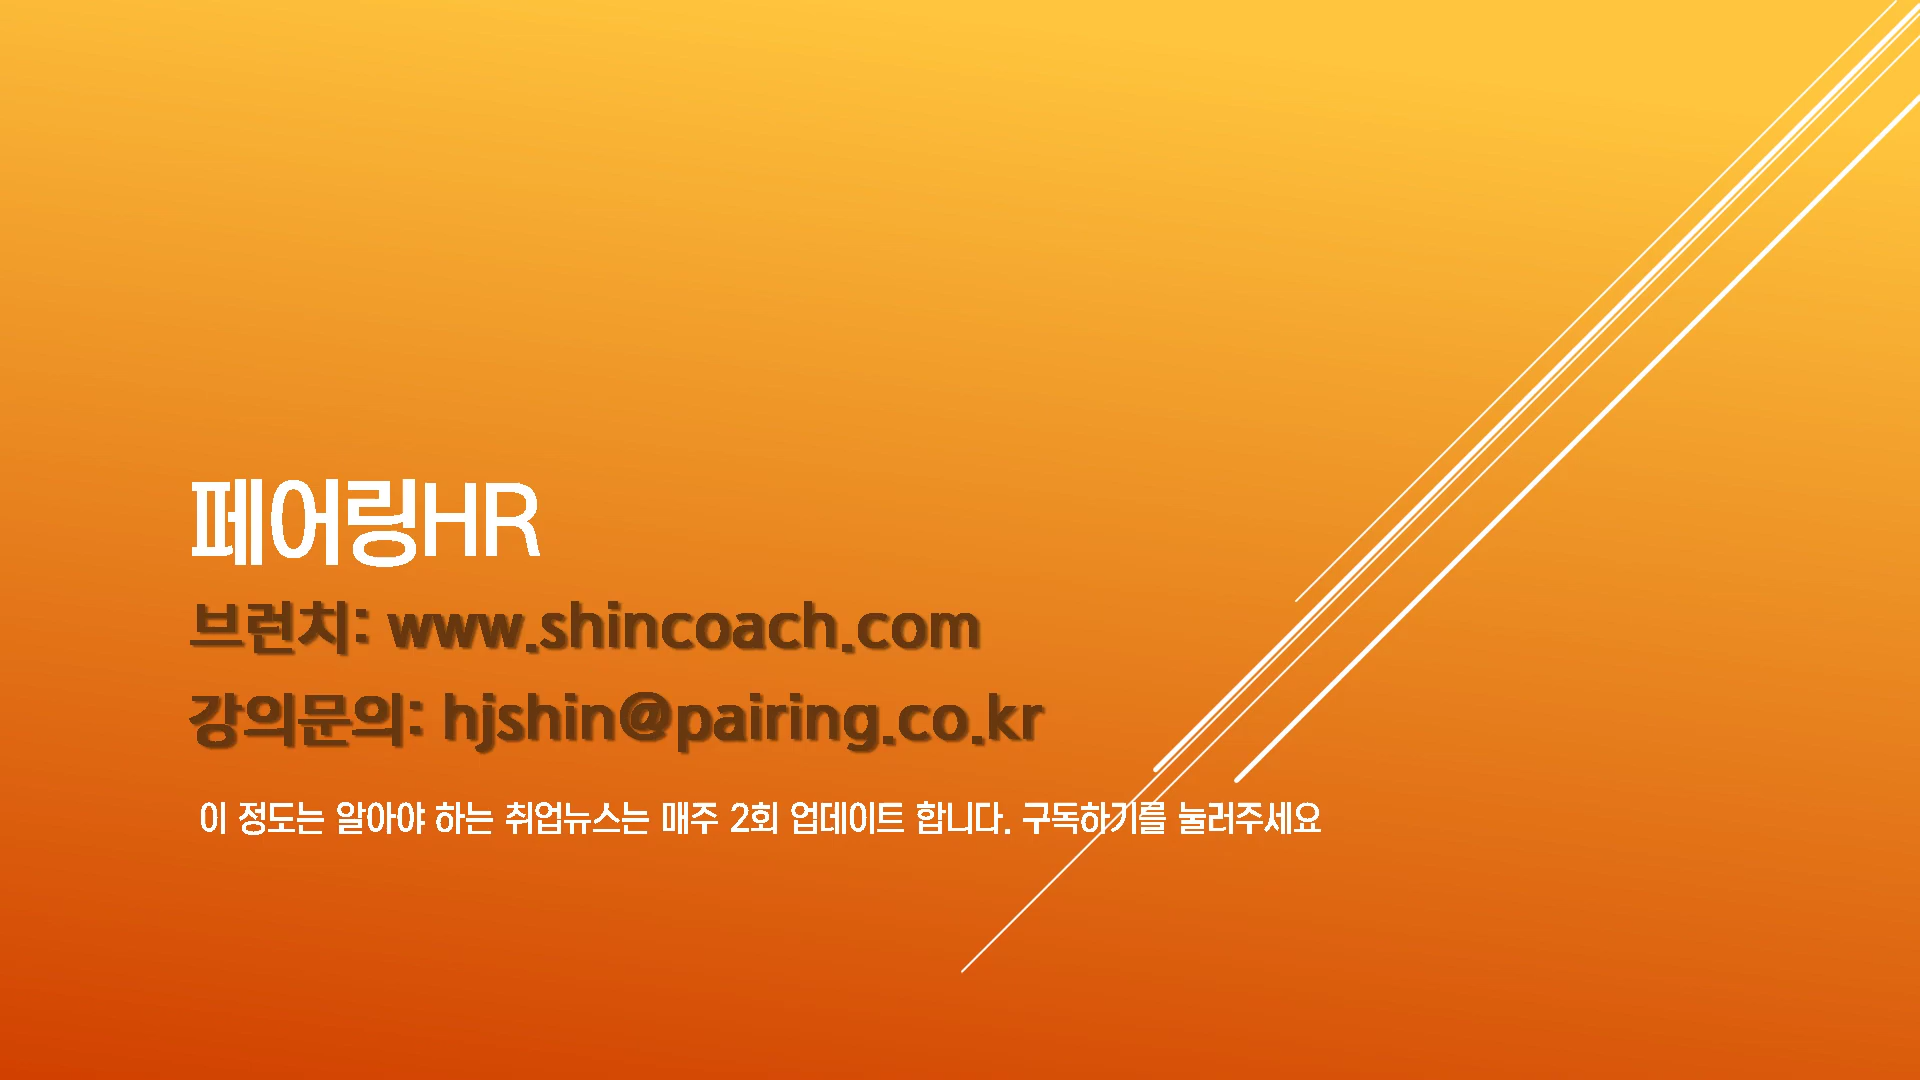 페어링HR
브런치: www.shincoach.com
강의문의: hjshin@pairing.co.kr
이 정도는 알아야 하는 취업뉴스는 매주 2회 업데이트 합니다. 구독하기를 눌러주세요